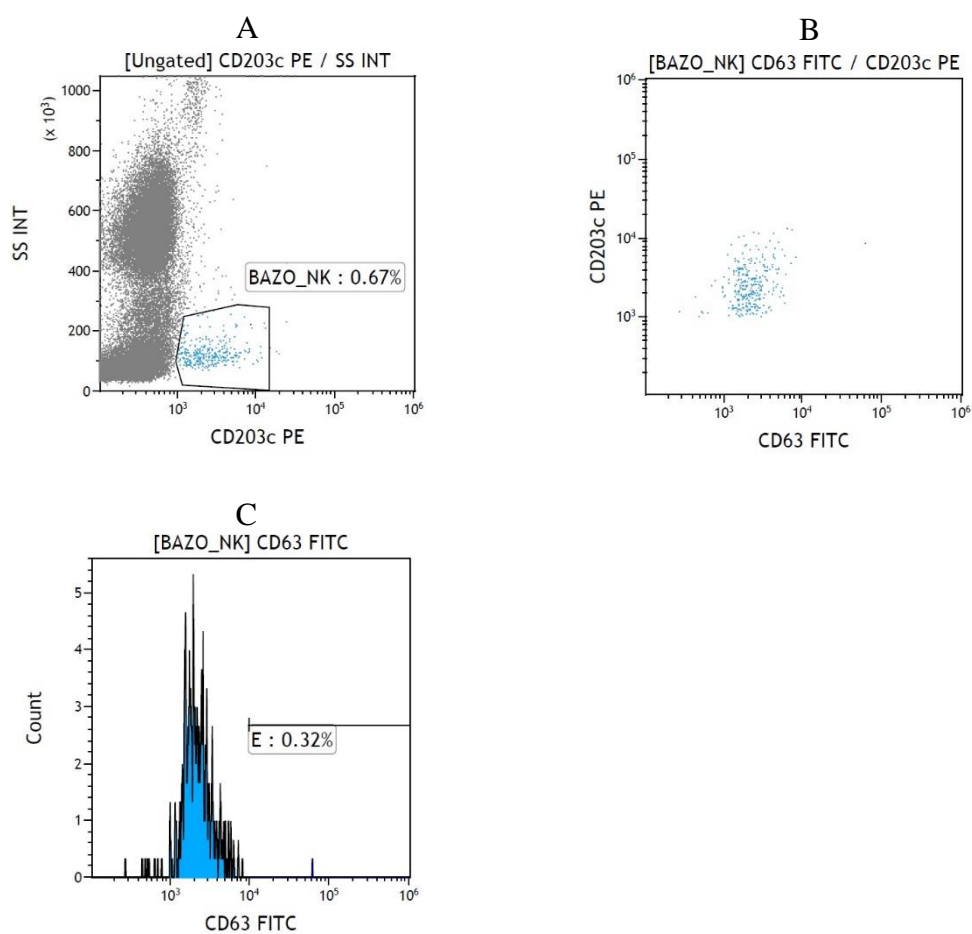 A
[Ungated] CD203c PE / SS INT
(x 10³)
1000
800
600
400
200
0
SS INT
BAZO_NK : 0.67%
10³
10⁴
10⁵
10⁶
CD203c PE
B
[BAZO_NK] CD63 FITC / CD203c PE
10⁶
10⁵
10⁴
10³
CD203c PE
10³
10⁴
10⁵
10⁶
CD63 FITC
C
[BAZO_NK] CD63 FITC
5
4
3
2
1
0
Count
E : 0.32%
10³
10⁴
10⁵
10⁶
CD63 FITC